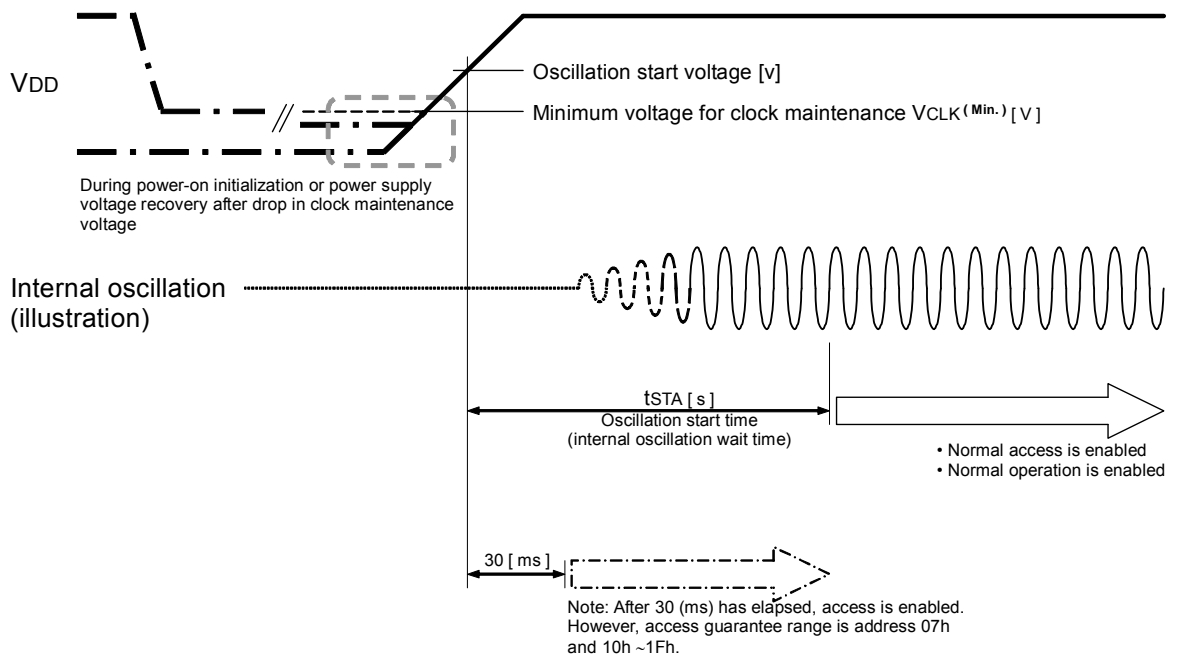 VDD
Oscillation start voltage [v]
Minimum voltage for clock maintenance VCLK(Min.) [ V ]
During power-on initialization or power supply
voltage recovery after drop in clock maintenance
voltage
Internal oscillation
(illustration)
tSTA [ s ]
Oscillation start time
(internal oscillation wait time)
• Normal access is enabled
• Normal operation is enabled
30 [ ms ]
Note: After 30 (ms) has elapsed, access is enabled.
However, access guarantee range is address 07h
and 10h ~1Fh.